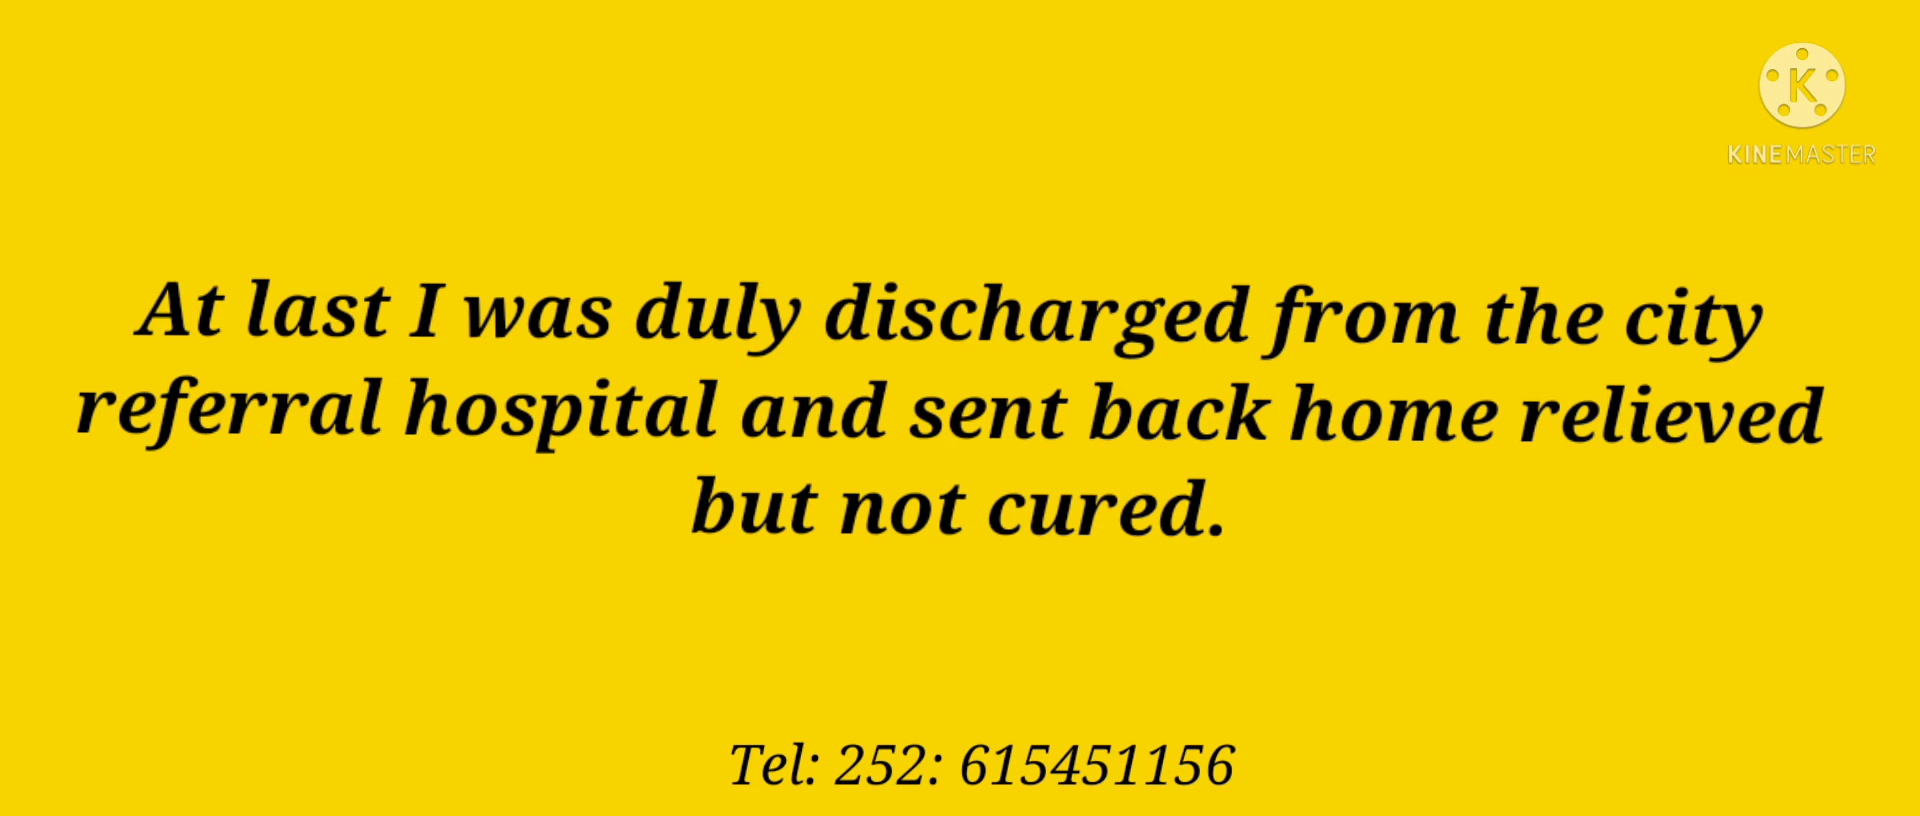 KINEMASTER
At last I was duly discharged from the city
referral hospital and sent back home relieved
but not cured.
Tel: 252: 615451156